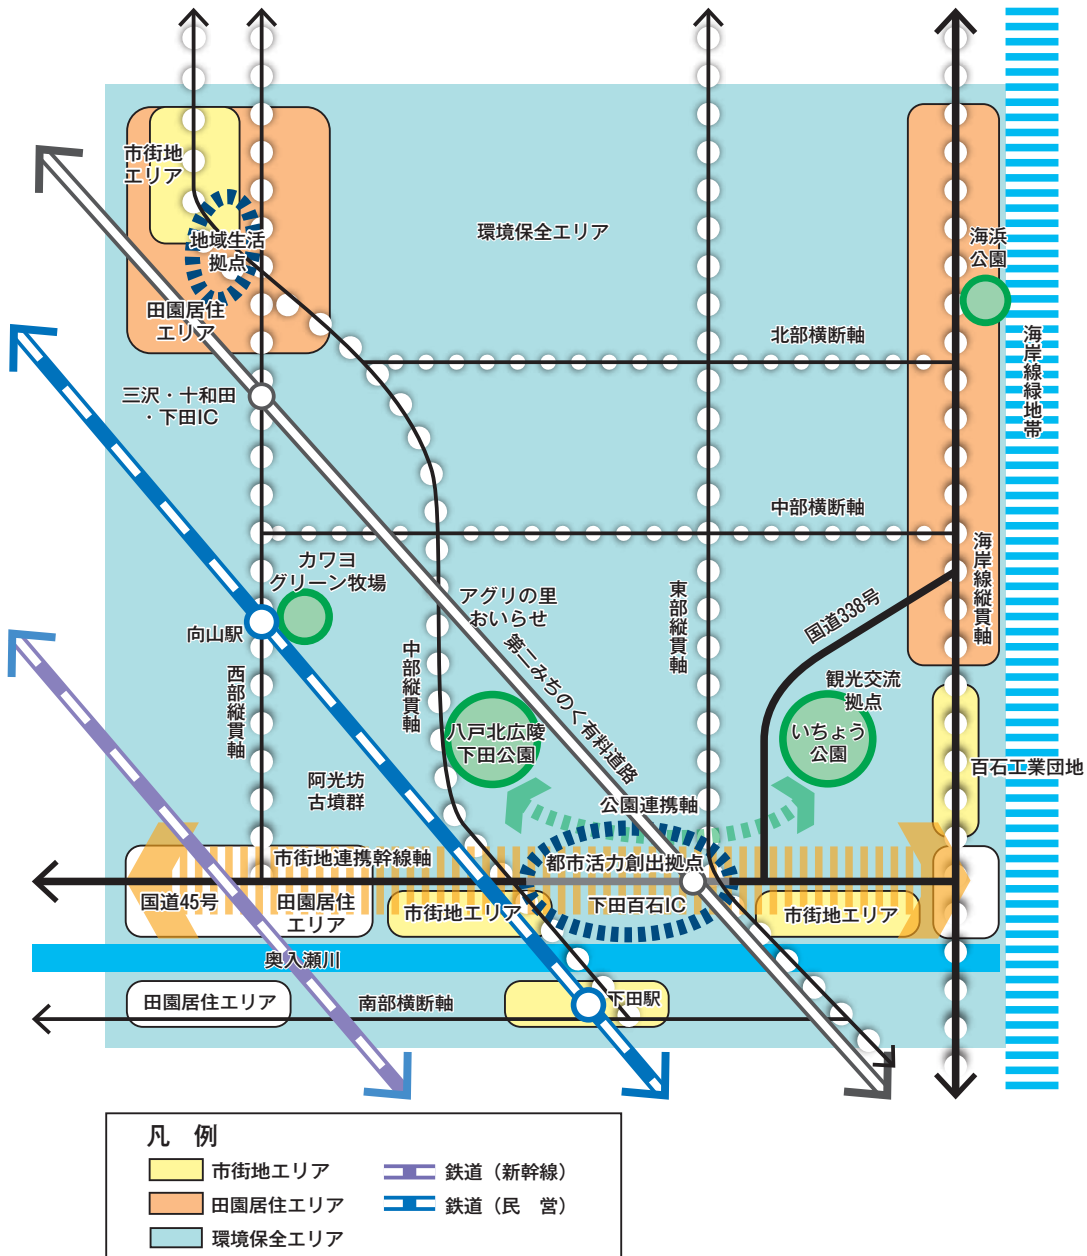 市街地
エリア
地域生活
拠点
田園居住
エリア
環境保全エリア
海浜
公園
北部横断軸
海岸線緑地帯
三沢・十和田
・下田IC
中部横断軸
カワヨ
グリーン牧場
向山駅
アグリの里
おいらせ
東部縦貫軸
国道338号
海岸線縦貫軸
西部縦貫軸
中部縦貫軸
第二みちのく有料道路
観光交流
拠点
いちょう
公園
八戸北広陵
下田公園
百石工業団地
阿光坊
古墳群
公園連携軸
市街地連携幹線軸
都市活力創出拠点
国道45号
田園居住
エリア
市街地エリア
下田百石IC
市街地エリア
奥入瀬川
田園居住エリア
南部横断軸
下田駅
凡　例
市街地エリア
田園居住エリア
環境保全エリア
鉄道（新幹線）
鉄道（民　営）